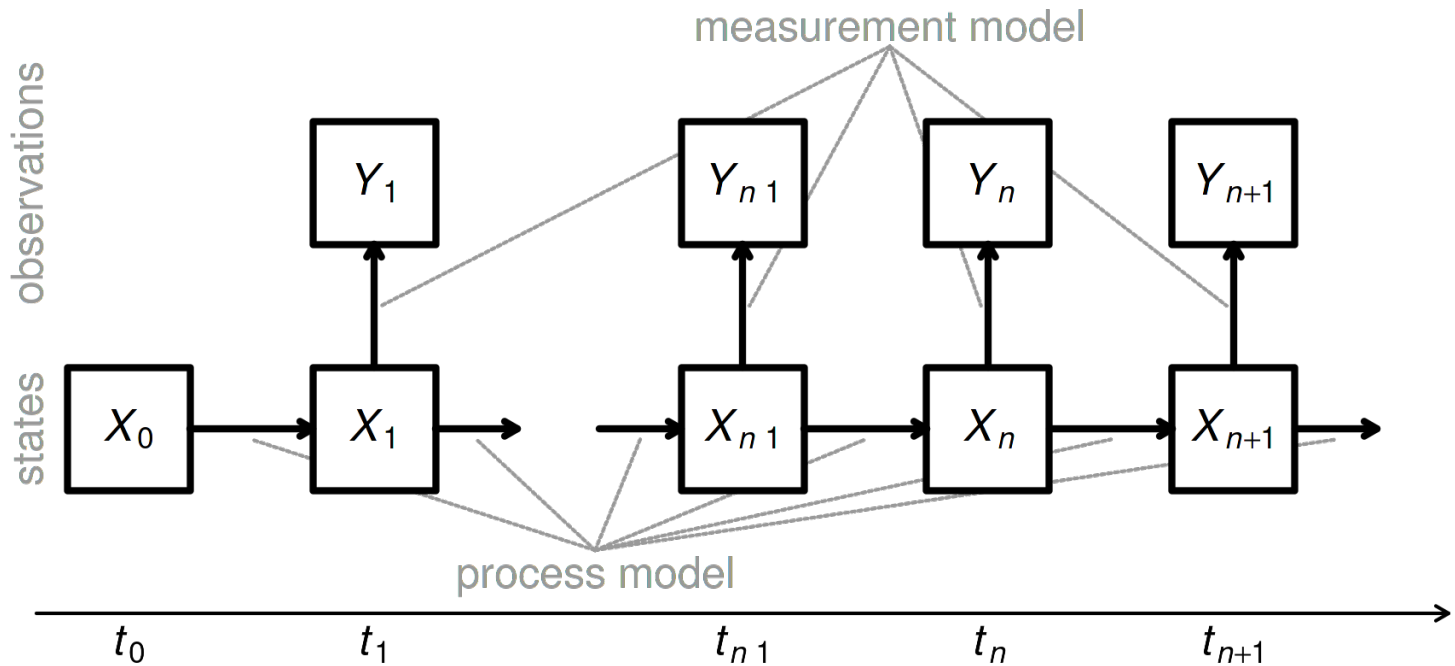 measurement model
observations
Y1 Yn 1 Yn Yn+1
states
X0 X1 Xn 1 Xn Xn+1
process model
t0 t1 tn 1 tn tn+1